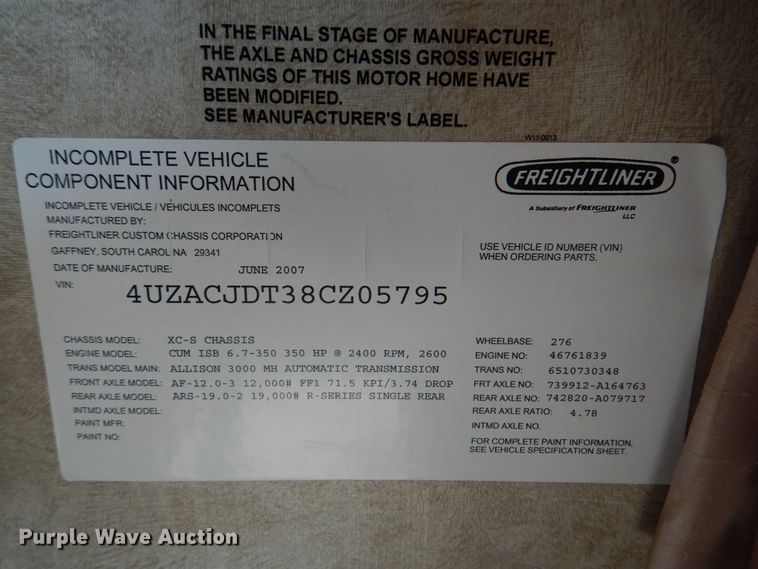 IN THE FINAL STAGE OF MANUFACTURE,
THE AXLE AND CHASSIS GROSS WEIGHT
RATINGS OF THIS MOTOR HOME HAVE
BEEN MODIFIED.
SEE MANUFACTURER'S LABEL.
W11-0013
INCOMPLETE VEHICLE
COMPONENT INFORMATION
FREIGHTLINER ®
A Subsidiary of FREIGHTLINER
LLC
INCOMPLETE VEHICLE / VÉHICULES INCOMPLETS
MANUFACTURED BY:
FREIGHTLINER CUSTOM CHASSIS CORPORATION
GAFFNEY, SOUTH CAROLINA 29341
DATE OF MANUFACTURE: JUNE 2007
USE VEHICLE ID NUMBER (VIN)
WHEN ORDERING PARTS.
VIN: 4UZACJDT38CZ05795
CHASSIS MODEL: XC-S CHASSIS
ENGINE MODEL: CUM ISB 6.7-350 350 HP @ 2400 RPM, 2600
TRANS MODEL MAIN: ALLISON 3000 MH AUTOMATIC TRANSMISSION
FRONT AXLE MODEL: AF-12.0-3 12,000# FF1 71.5 KPI/3.74 DROP
REAR AXLE MODEL: ARS-19.0-2 19,000# R-SERIES SINGLE REAR
INTMD AXLE MODEL:
PAINT MFR:
PAINT NO:
WHEELBASE: 276
ENGINE NO: 46761839
TRANS NO: 6510730348
FRT AXLE NO: 739912-A164763
REAR AXLE NO: 742820-A079717
REAR AXLE RATIO: 4.78
INTMD AXLE NO.
FOR COMPLETE PAINT INFORMATION,
SEE VEHICLE SPECIFICATION SHEET.
Purple Wave Auction